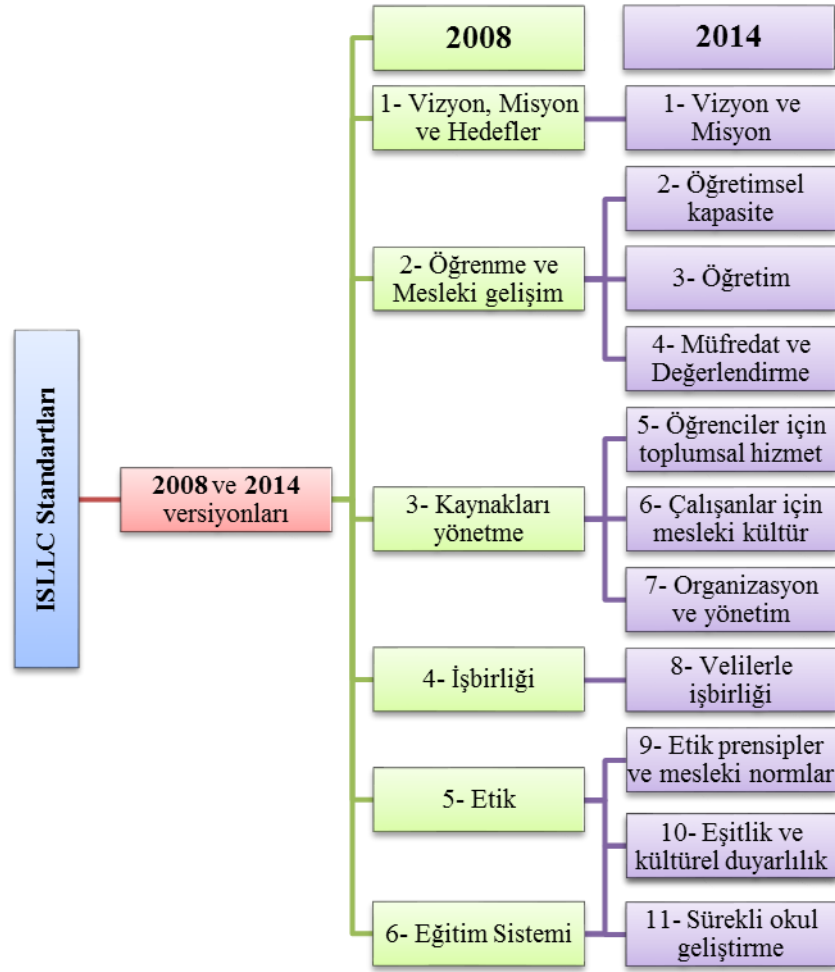 ISLLC Standartları
2008 ve 2014
versiyonları
2008
1- Vizyon, Misyon
ve Hedefler
2- Öğrenme ve
Mesleki gelişim
3- Kaynakları
yönetme
4- İşbirliği
5- Etik
6- Eğitim Sistemi
2014
1- Vizyon ve
Misyon
2- Öğretimsel
kapasite
3- Öğretim
4- Müfredat ve
Değerlendirme
5- Öğrenciler için
toplumsal hizmet
6- Çalışanlar için
mesleki kültür
7- Organizasyon
ve yönetim
8- Velilerle
işbirliği
9- Etik prensipler
ve mesleki normlar
10- Eşitlik ve
kültürel duyarlılık
11- Sürekli okul
geliştirme